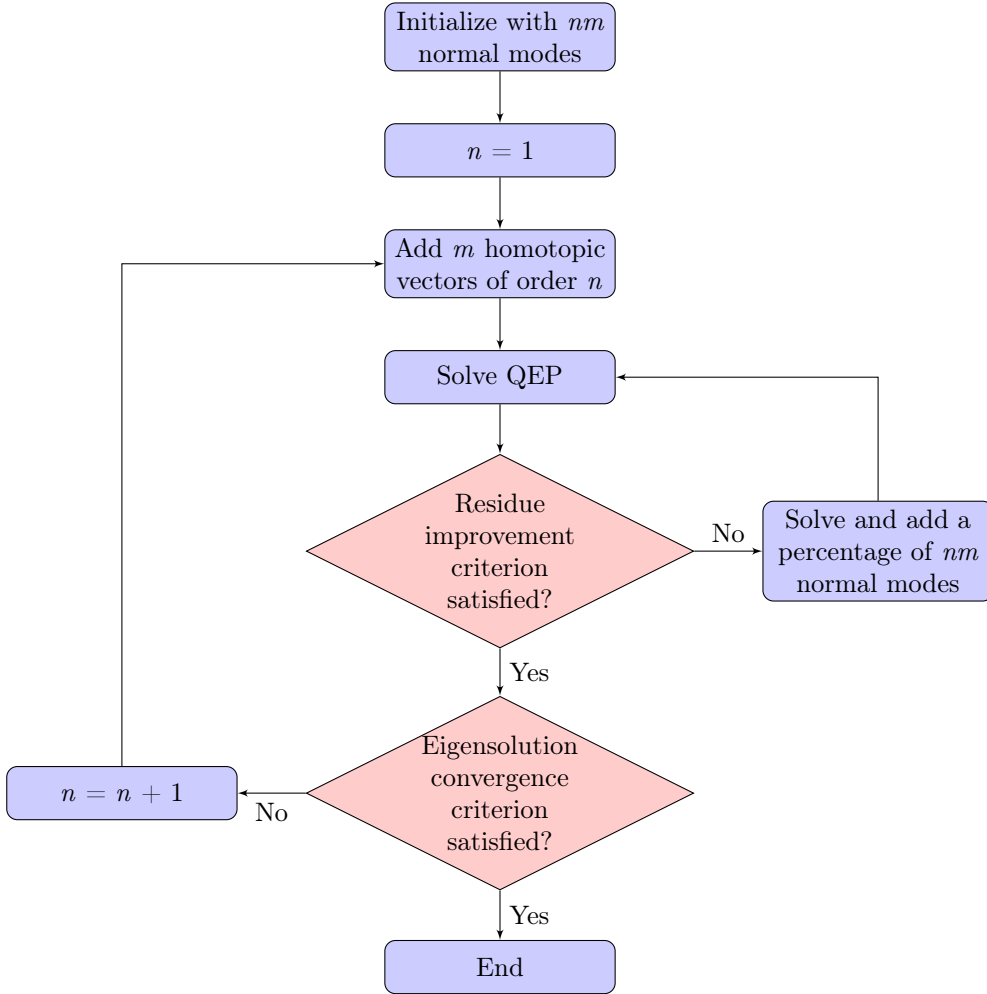 Initialize with nm
normal modes
n = 1
Add m homotopic
vectors of order n
Solve QEP
Residue
improvement
criterion
satisfied?
No
Solve and add a
percentage of nm
normal modes
Yes
Eigensolution
convergence
criterion
satisfied?
No
n = n + 1
Yes
End